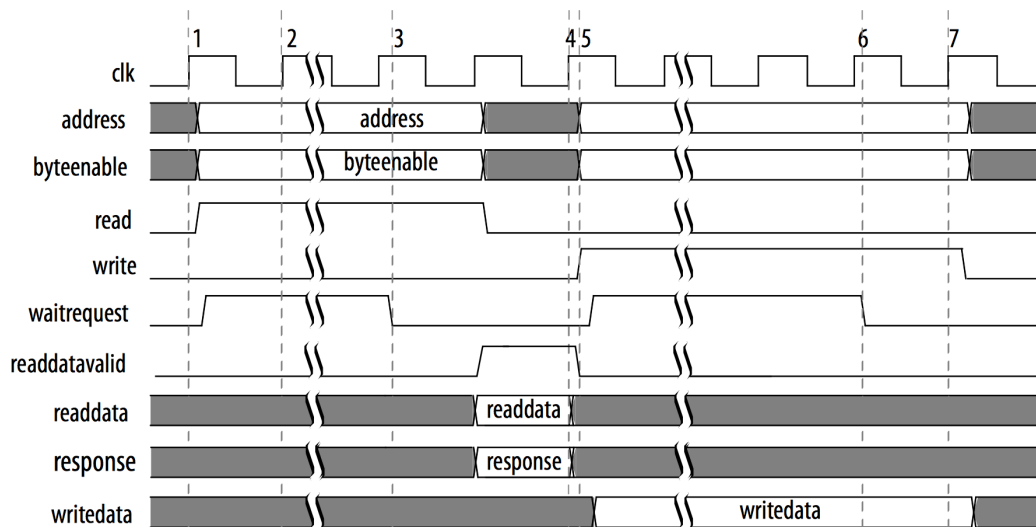 1 2 3 4 5 6 7
clk
address address
byteenable byteenable
read
write
waitrequest
readdatavalid
readdata readdata
response response
writedata writedata